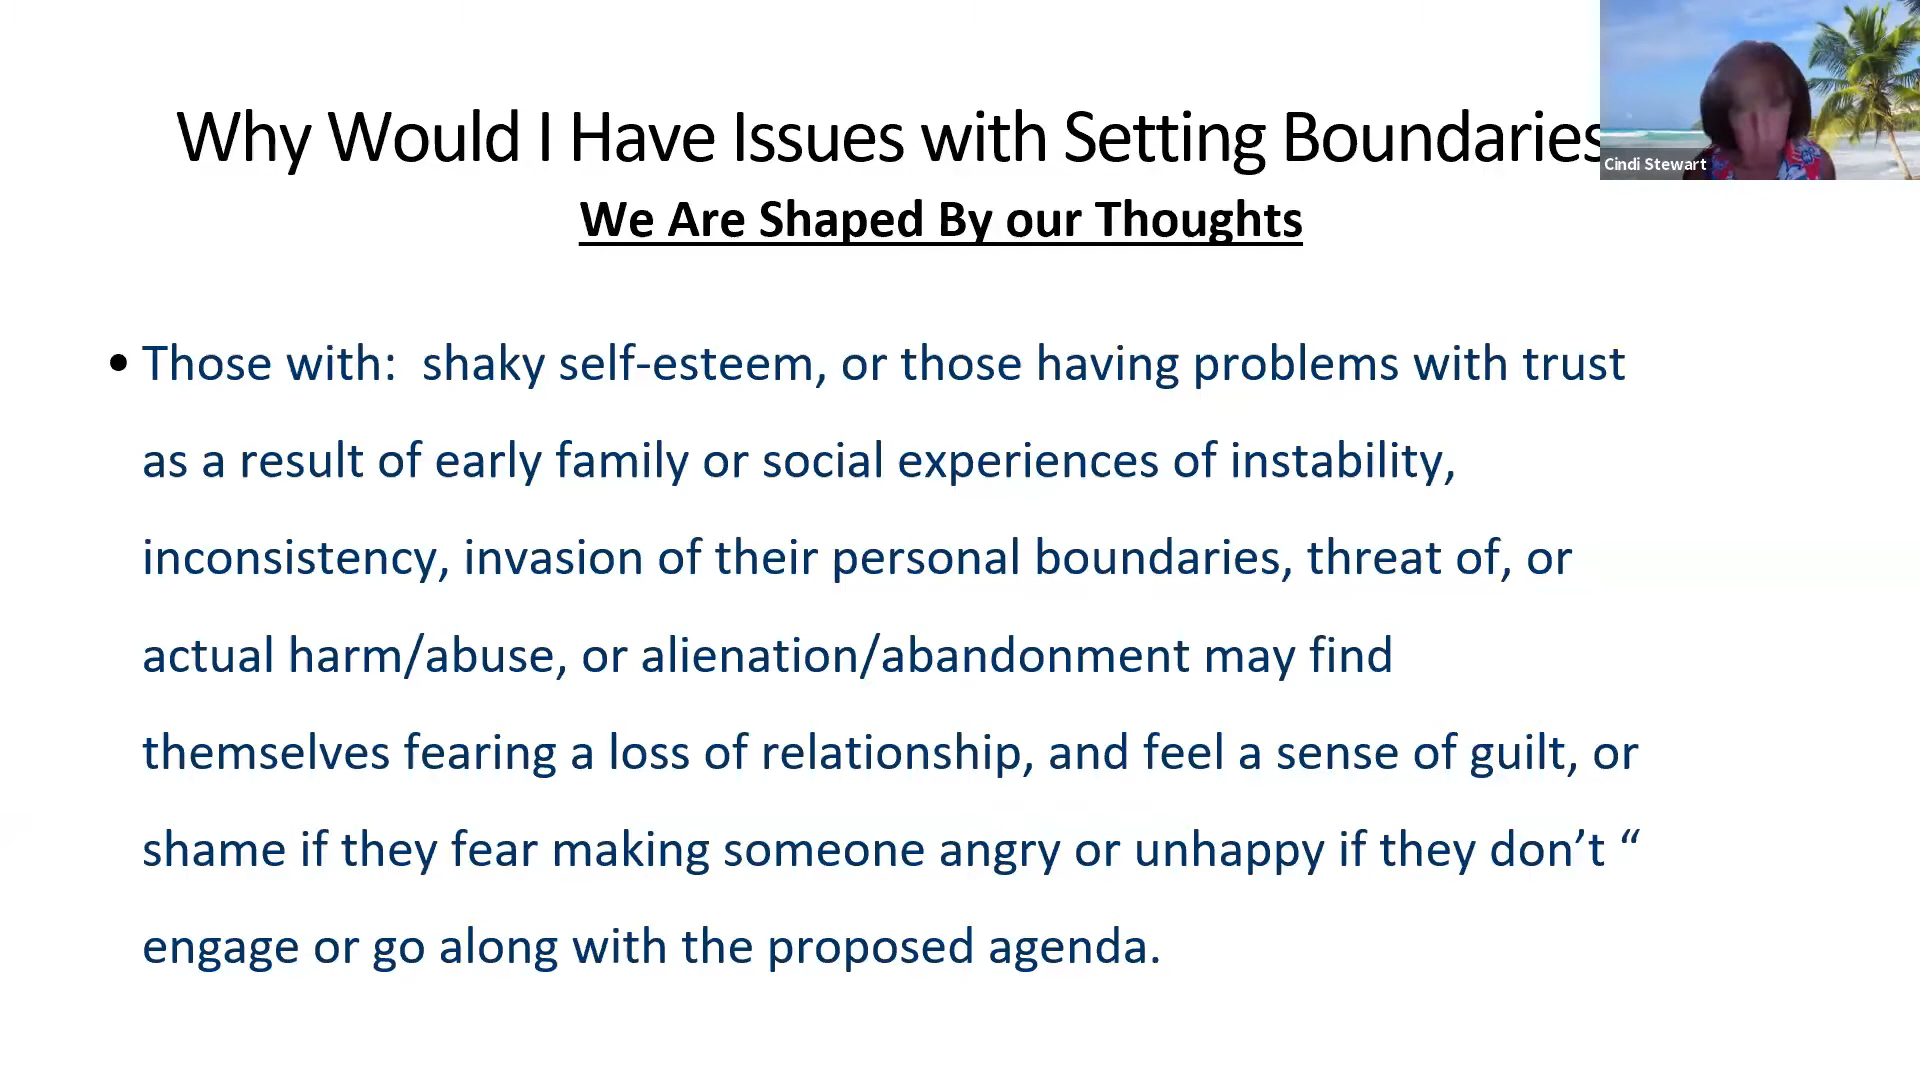 Why Would I Have Issues with Setting Boundaries
Cindi Stewart
We Are Shaped By our Thoughts
• Those with:  shaky self-esteem, or those having problems with trust
as a result of early family or social experiences of instability,
inconsistency, invasion of their personal boundaries, threat of, or
actual harm/abuse, or alienation/abandonment may find
themselves fearing a loss of relationship, and feel a sense of guilt, or
shame if they fear making someone angry or unhappy if they don’t “
engage or go along with the proposed agenda.